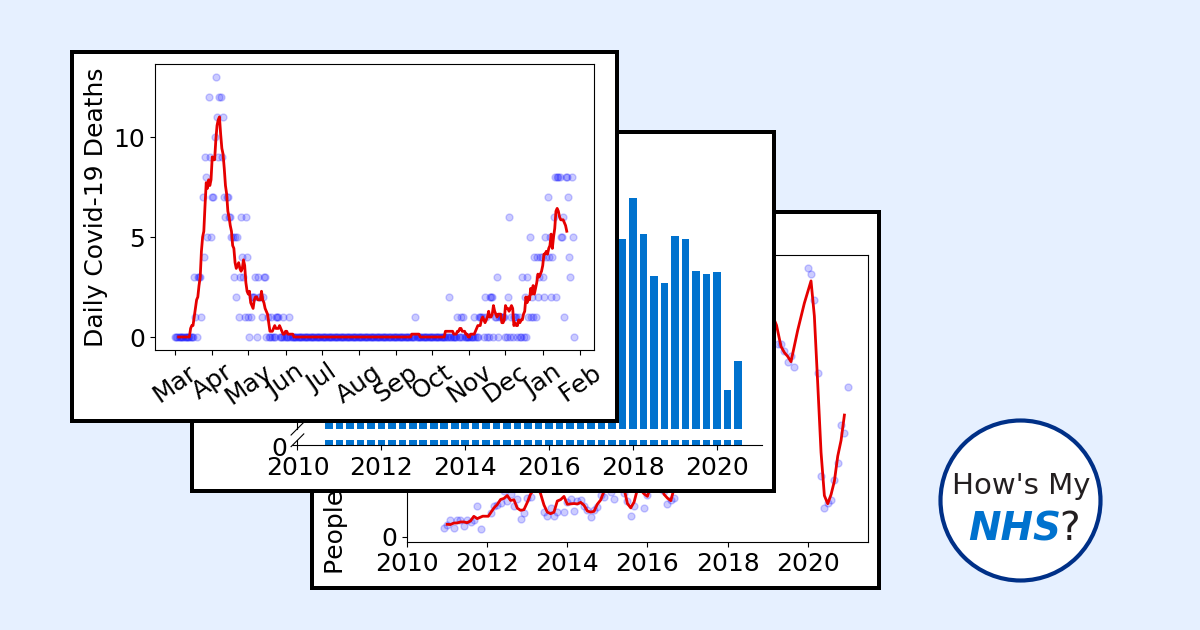 Daily Covid-19 Deaths
10
5
0
Mar Apr May Jun Jul Aug Sep Oct Nov Dec Jan Feb
0
2010 2012 2014 2016 2018 2020
People
0
2010 2012 2014 2016 2018 2020
How's My
NHS?